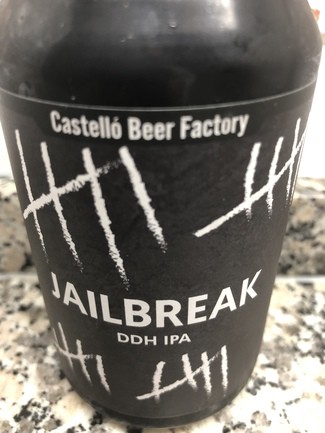 Castelló Beer Factory
JAILBREAK
DDH IPA